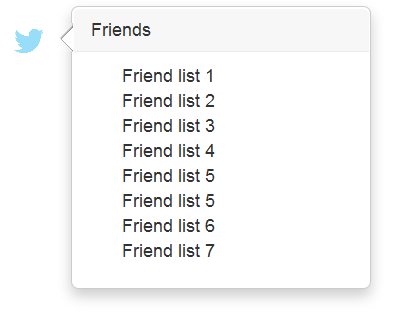 Friends
Friend list 1
Friend list 2
Friend list 3
Friend list 4
Friend list 5
Friend list 5
Friend list 6
Friend list 7